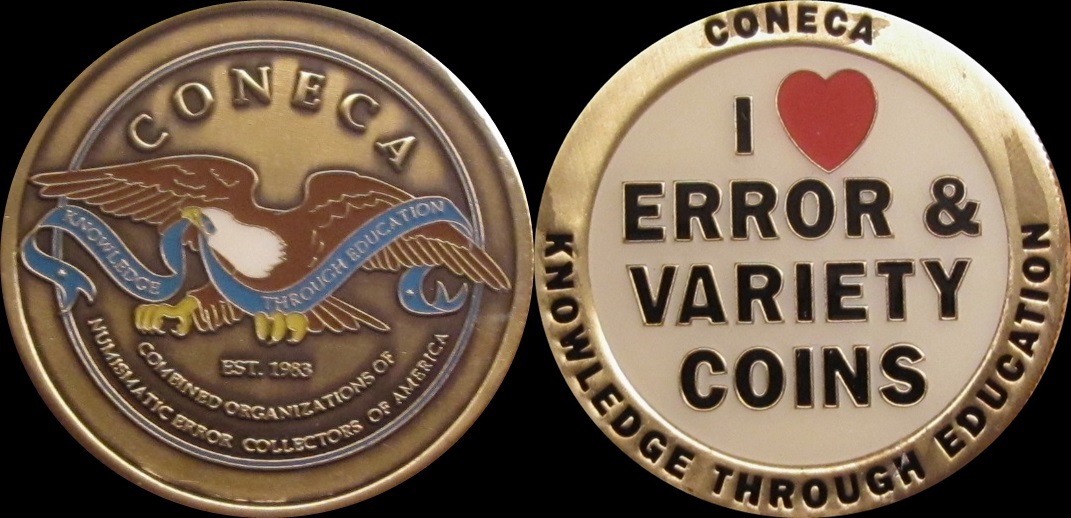 CONECA
KNOWLEDGE THROUGH EDUCATION
EST. 1983
COMBINED ORGANIZATIONS OF
NUMISMATIC ERROR COLLECTORS OF AMERICA
CONECA
I ❤
ERROR &
VARIETY
COINS
KNOWLEDGE THROUGH EDUCATION